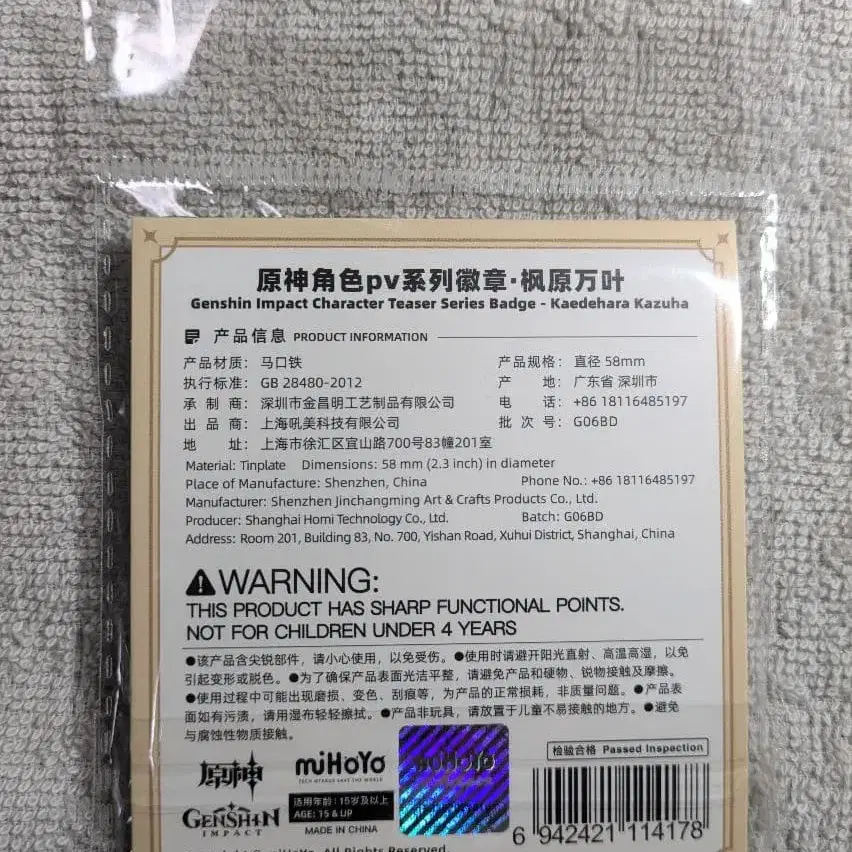 原神角色pv系列徽章·枫原万叶
Genshin Impact Character Teaser Series Badge - Kaedehara Kazuha
产品信息 PRODUCT INFORMATION
产品材质： 马口铁 产品规格： 直径 58mm
执行标准： GB 28480-2012 产 地： 广东省 深圳市
承 制 商： 深圳市金昌明工艺制品有限公司 电 话： +86 18116485197
出 品 商： 上海吼美科技有限公司 批 次 号： G06BD
地 址： 上海市徐汇区宜山路700号83幢201室
Material: Tinplate Dimensions: 58 mm (2.3 inch) in diameter
Place of Manufacture: Shenzhen, China Phone No.: +86 18116485197
Manufacturer: Shenzhen Jinchangming Art & Crafts Products Co., Ltd.
Producer: Shanghai Homi Technology Co., Ltd. Batch: G06BD
Address: Room 201, Building 83, No. 700, Yishan Road, Xuhui District, Shanghai, China
WARNING:
THIS PRODUCT HAS SHARP FUNCTIONAL POINTS.
NOT FOR CHILDREN UNDER 4 YEARS
●该产品含尖锐部件，请小心使用，以免受伤。●使用时请避开阳光直射、高温高湿，以免
引起变形或脱色。●为了确保产品表面光洁平整，请避免产品和硬物、锐物接触及摩擦。
●使用过程中可能出现磨损、变色、刮痕等，为产品的正常损耗，非质量问题。●产品表
面如有污渍，请用湿布轻轻擦拭。●产品非玩具，请放置于儿童不易接触的地方。●避免
与腐蚀性物质接触。
检验合格 Passed Inspection
原神
miHoYo
TECH OTAKUS SAVE THE WORLD
miHoYo
适用年龄：15岁及以上
AGE: 15 & UP
GENSHIN
IMPACT
MADE IN CHINA
6 942421 114178
Copyright © miHoYo. All Rights Reserved.